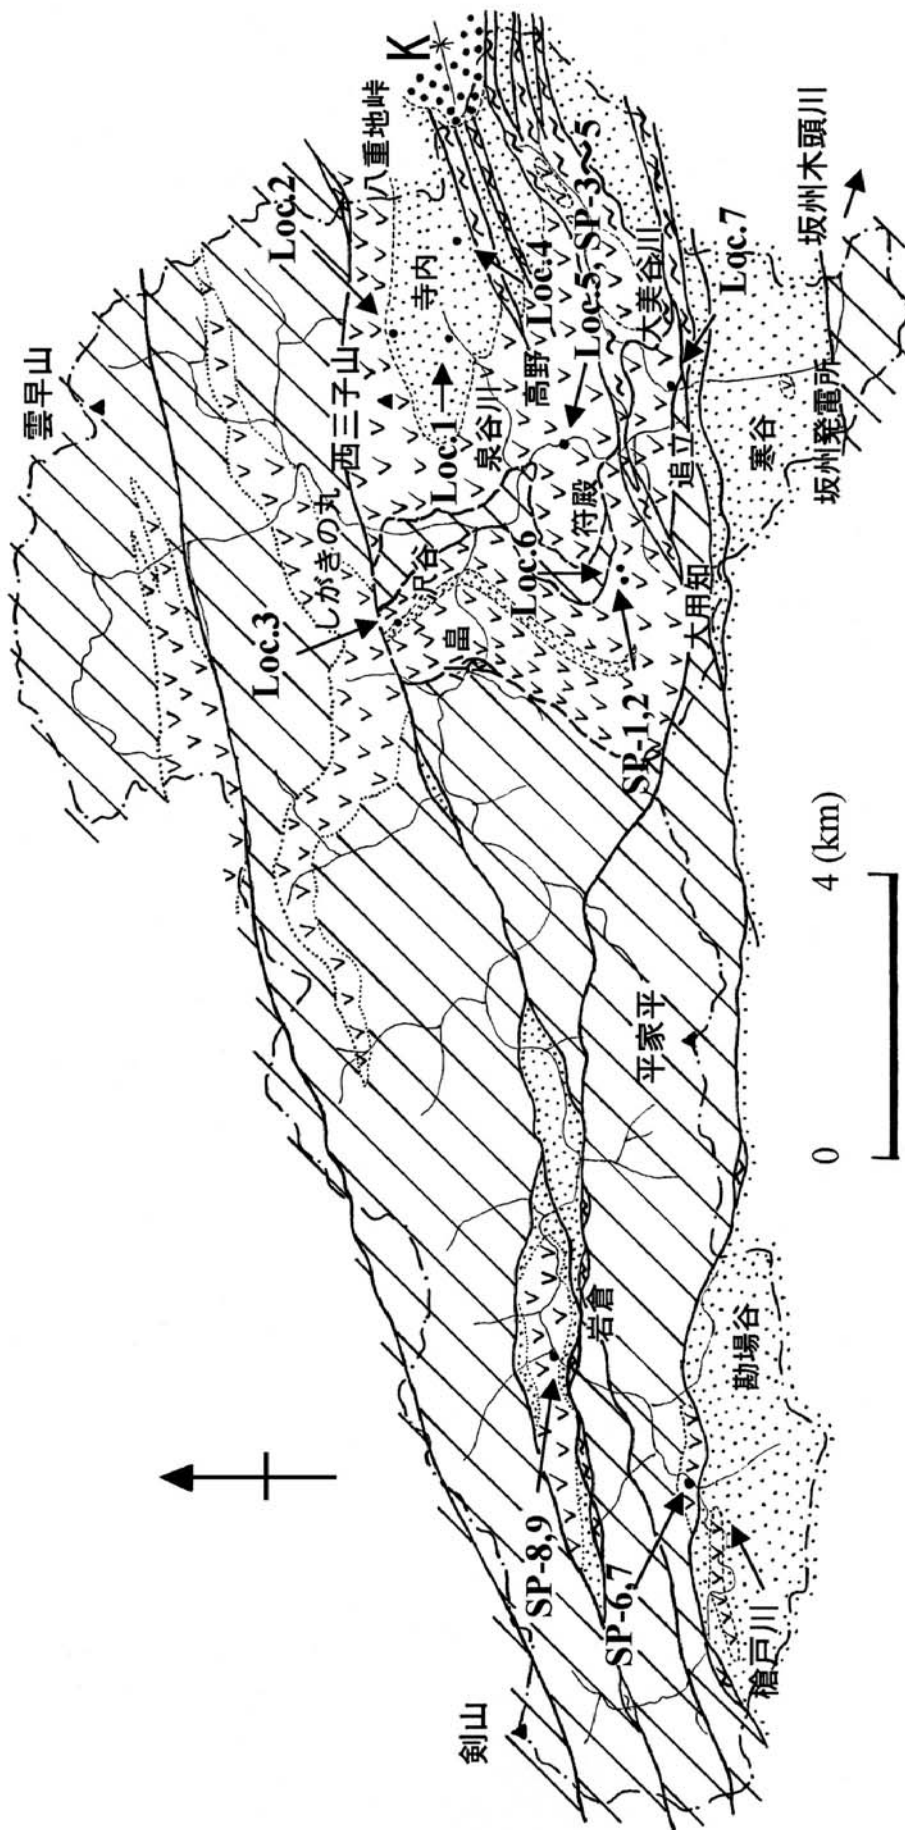 雲早山
K
八重地峠
Loc.2
寺内
西三子山
Loc.1
しがきの丸
泉谷川
Loc.4
高野
Loc.3
沢谷
Loc.5, SP-3～5
大美谷川
符殿
Loc.6
Loc.7
追立
畠
坂州木頭川
寒谷
SP-1,2
大用知
坂州発電所
平家平
0
4 (km)
岩倉
SP-8,9
勘場谷
SP-6,7
剣山
槍戸川